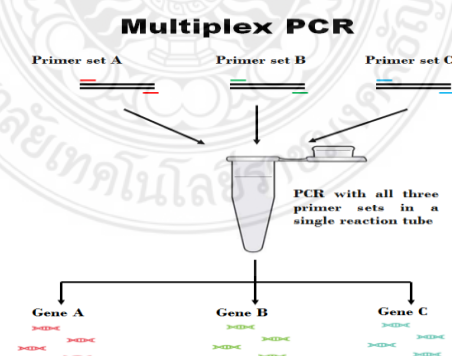 Multiplex PCR
Primer set A
Primer set B
Primer set C
PCR with all three
primer sets in a
single reaction tube
Gene A
Gene B
Gene C